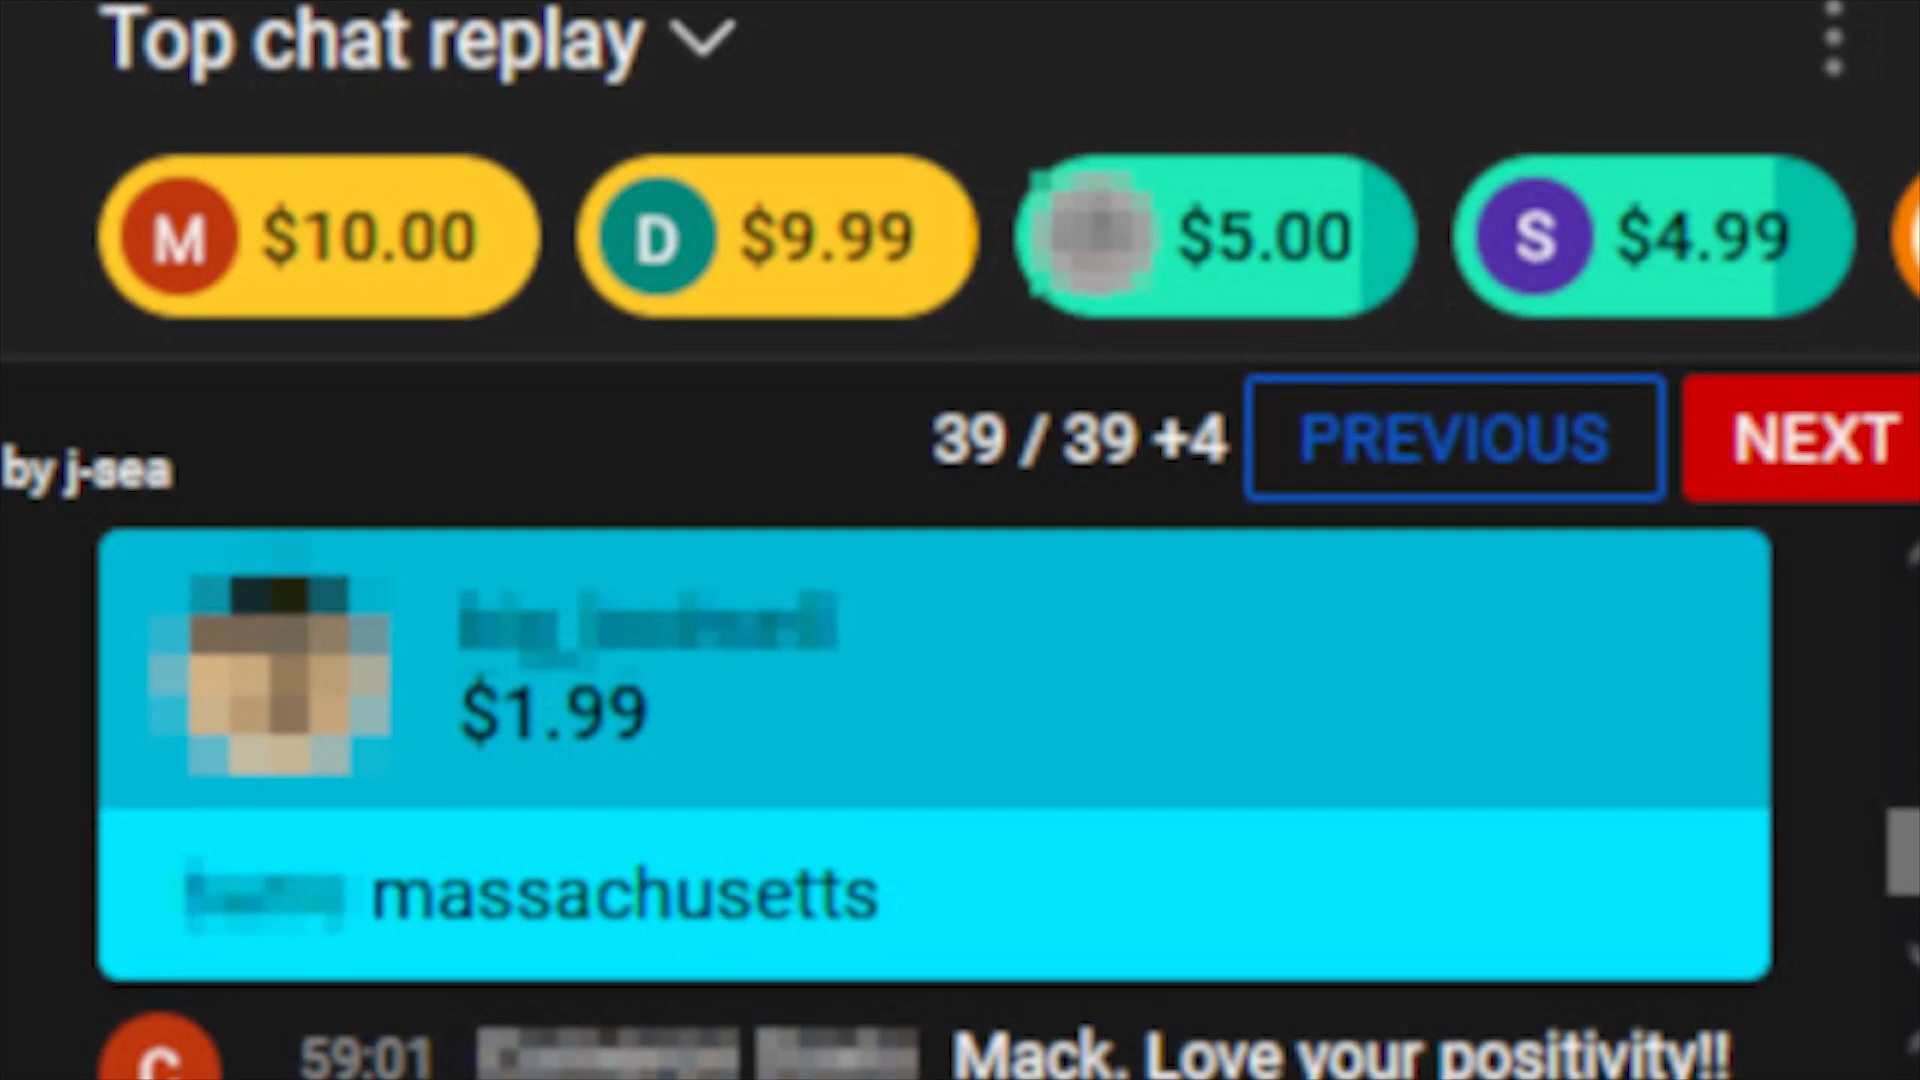 Top chat replay
M $10.00 D $9.99 $5.00 S $4.99
39 / 39 +4 PREVIOUS NEXT
by j-sea
$1.99
massachusetts
C 59:01 Mack. Love your positivity!!